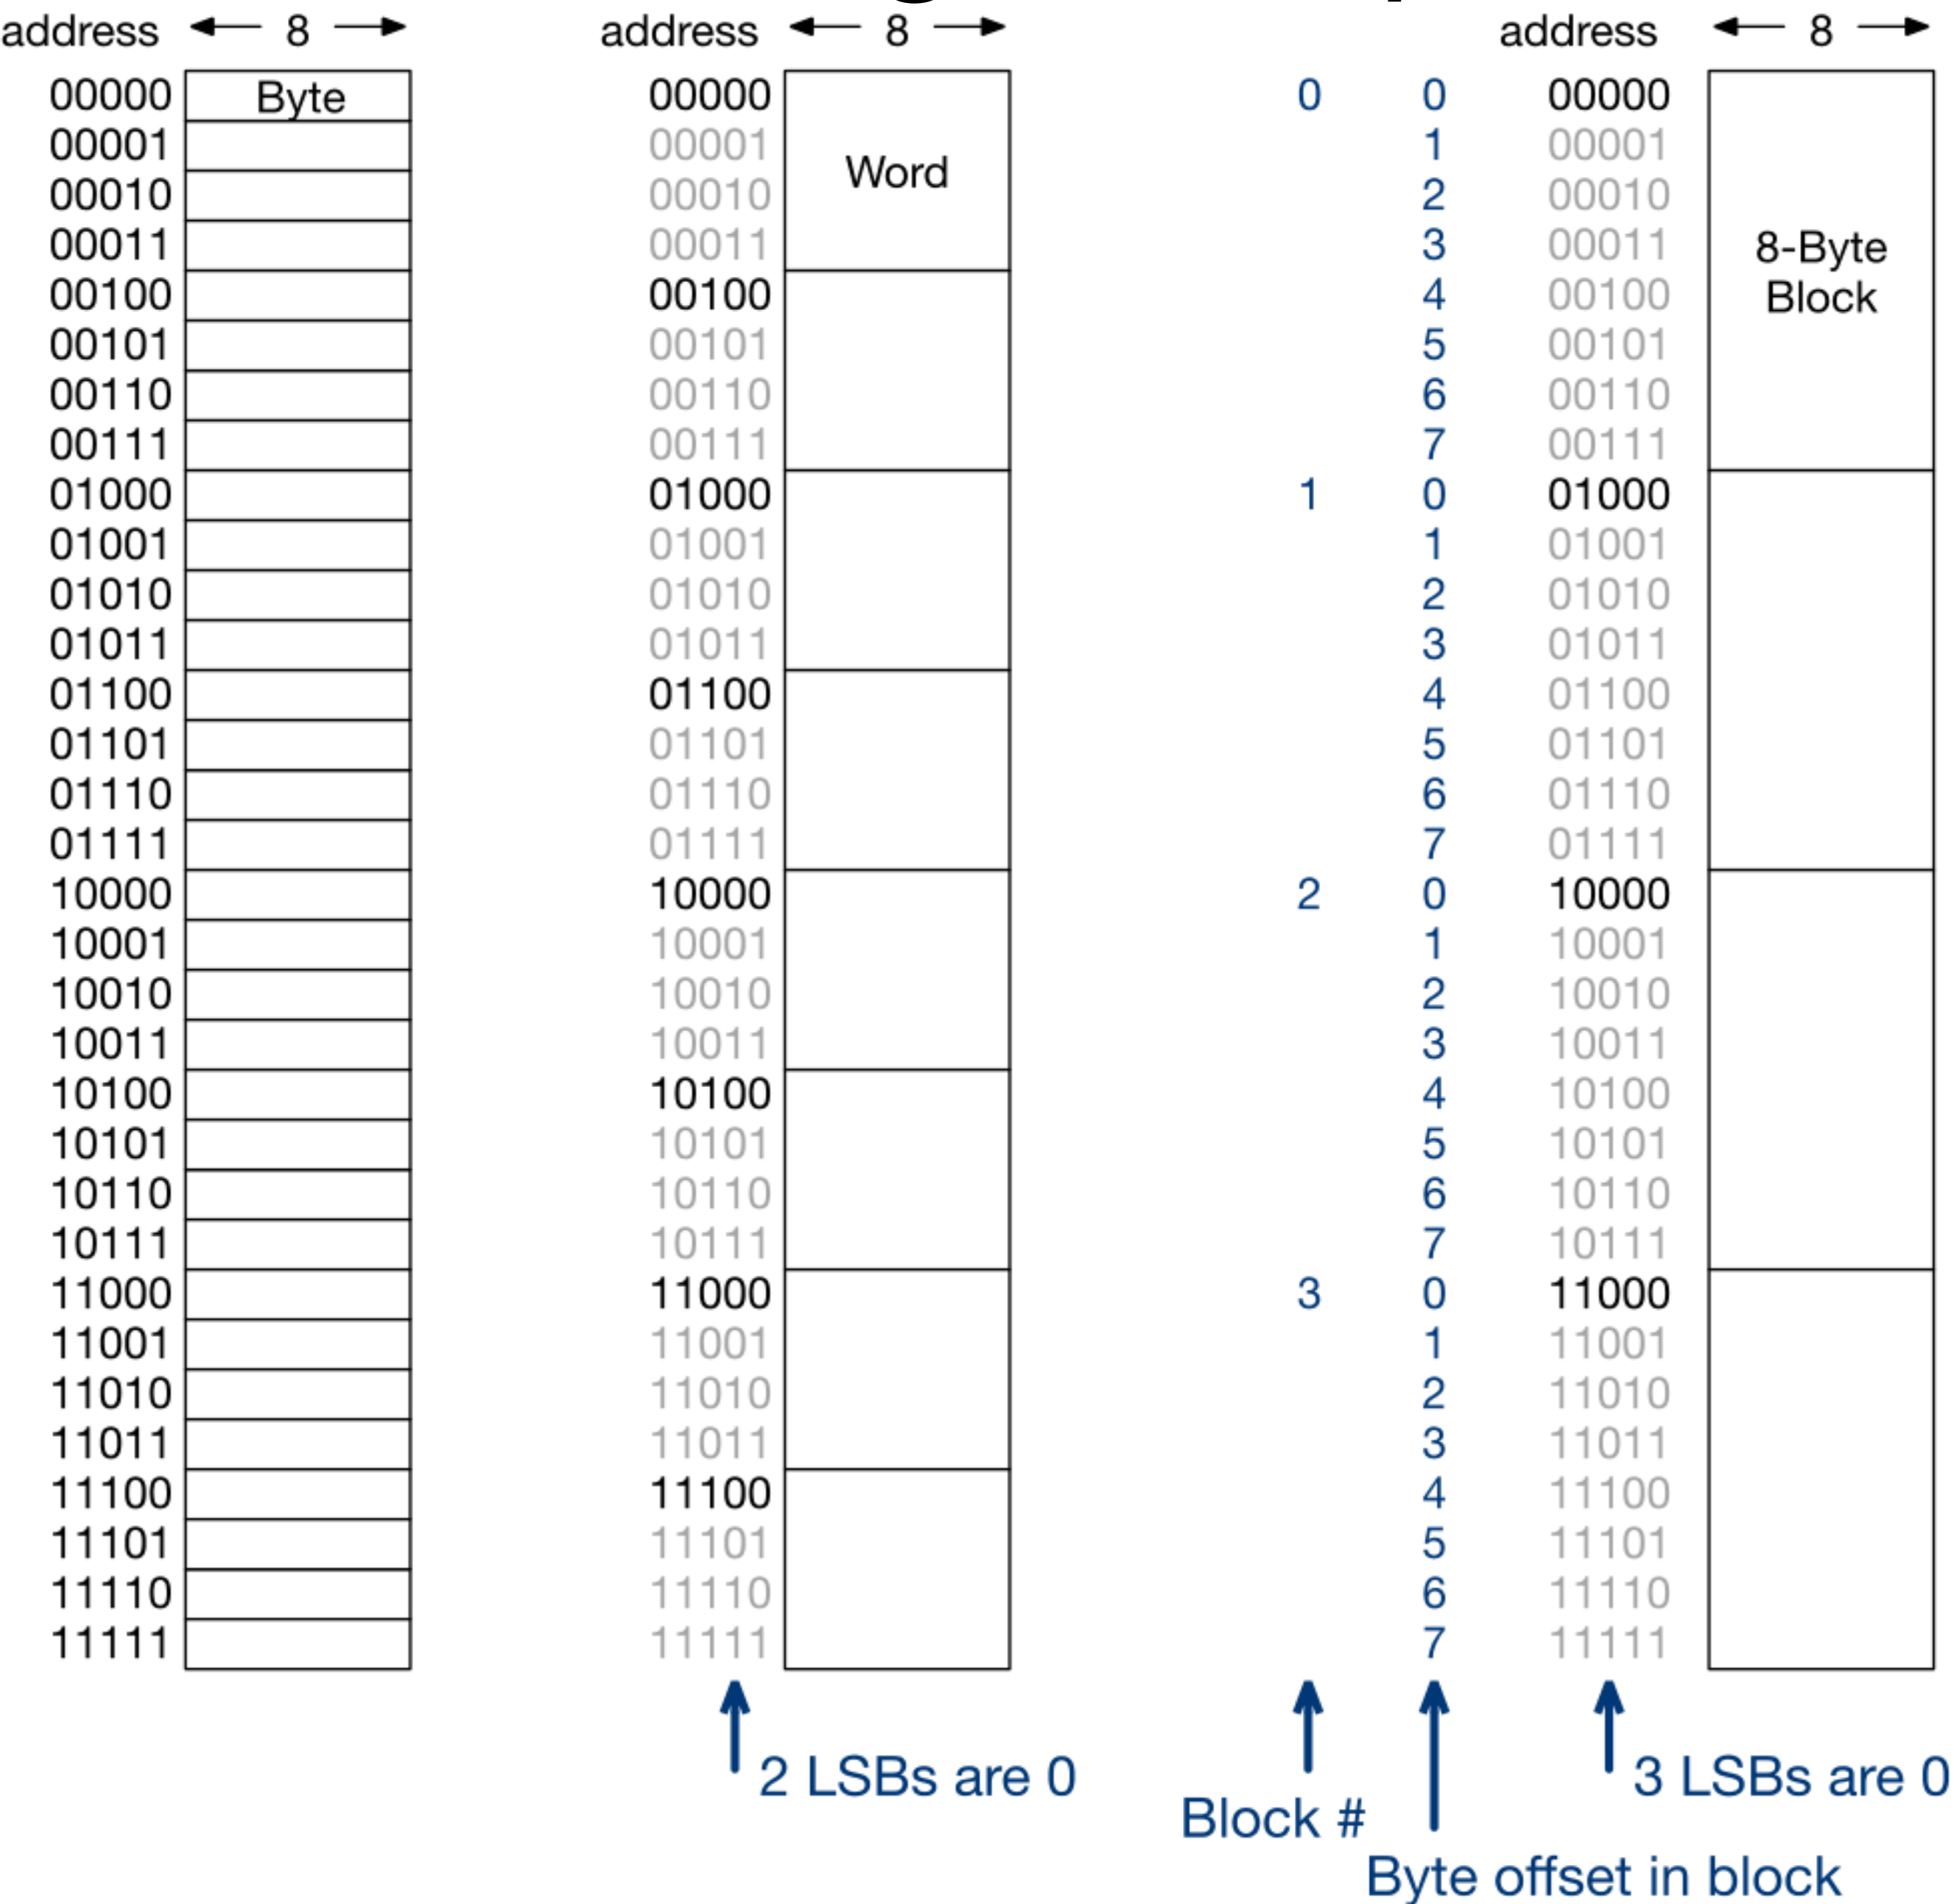 address 8 address 8 address 8
00000 Byte 00000 0 0 00000
00001 00001 1 00001
00010 00010 Word 2 00010
00011 00011 3 00011 8-Byte
00100 00100 4 00100 Block
00101 00101 5 00101
00110 00110 6 00110
00111 00111 7 00111
01000 01000 1 0 01000
01001 01001 1 01001
01010 01010 2 01010
01011 01011 3 01011
01100 01100 4 01100
01101 01101 5 01101
01110 01110 6 01110
01111 01111 7 01111
10000 10000 2 0 10000
10001 10001 1 10001
10010 10010 2 10010
10011 10011 3 10011
10100 10100 4 10100
10101 10101 5 10101
10110 10110 6 10110
10111 10111 7 10111
11000 11000 3 0 11000
11001 11001 1 11001
11010 11010 2 11010
11011 11011 3 11011
11100 11100 4 11100
11101 11101 5 11101
11110 11110 6 11110
11111 11111 7 11111
2 LSBs are 0 3 LSBs are 0
Block #
Byte offset in block